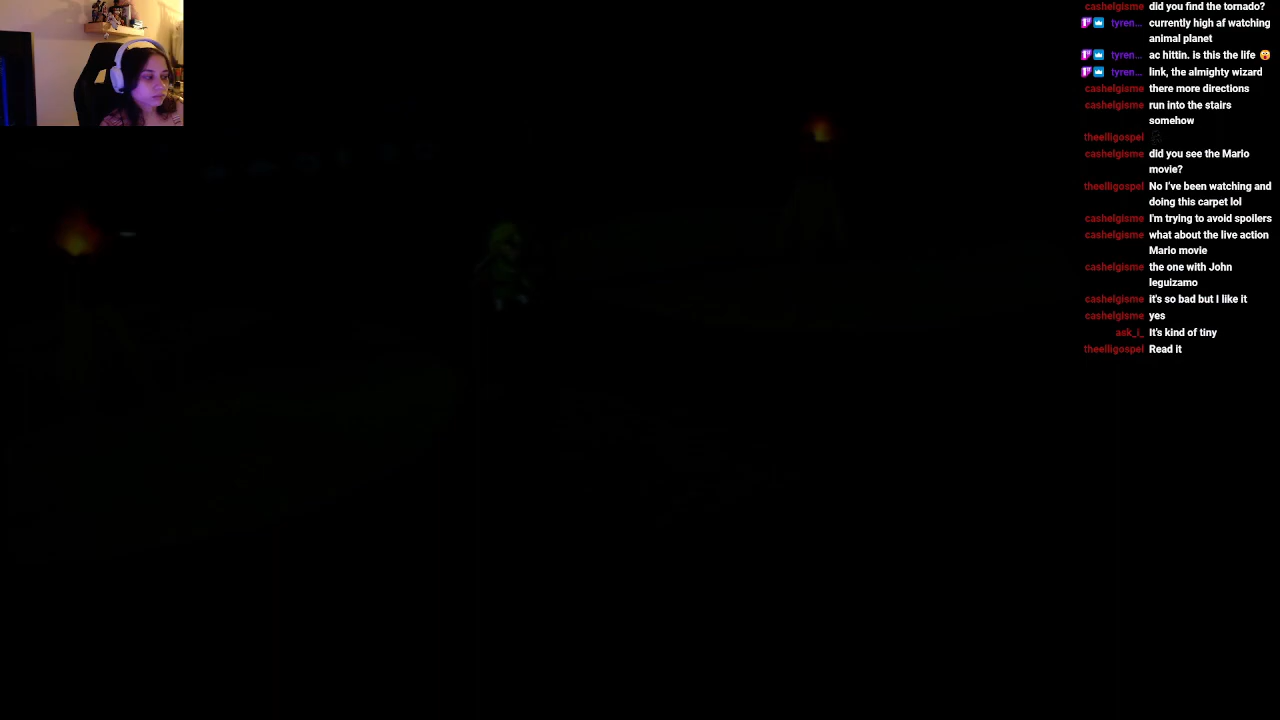 cashelgisme did you find the tornado?
tyren... currently high af watching
animal planet
tyren... ac hittin. is this the life
tyren... link, the almighty wizard
cashelgisme there more directions
cashelgisme run into the stairs
somehow
theelligospel
cashelgisme did you see the Mario
movie?
theelligospel No I've been watching and
doing this carpet lol
cashelgisme I'm trying to avoid spoilers
cashelgisme what about the live action
Mario movie
cashelgisme the one with John
leguizamo
cashelgisme it's so bad but I like it
cashelgisme yes
ask_i_ It's kind of tiny
theelligospel Read it